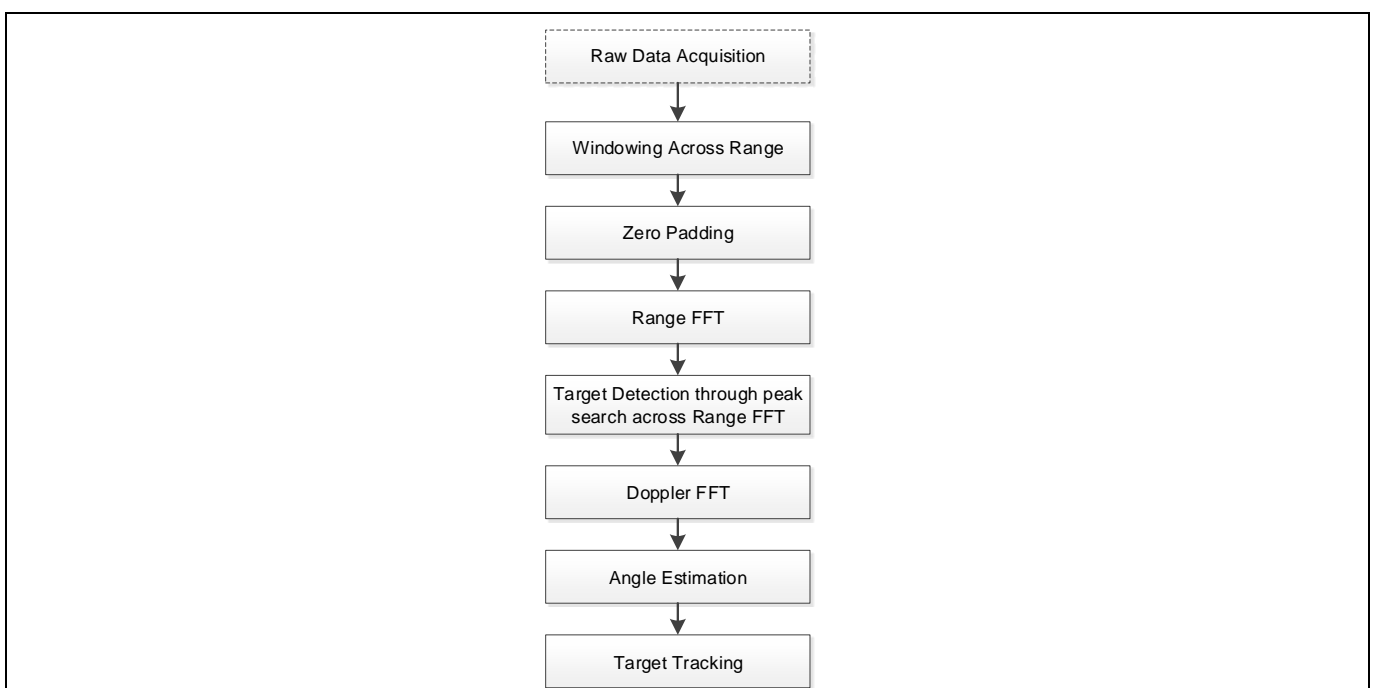 Raw Data Acquisition
Windowing Across Range
Zero Padding
Range FFT
Target Detection through peak
search across Range FFT
Doppler FFT
Angle Estimation
Target Tracking